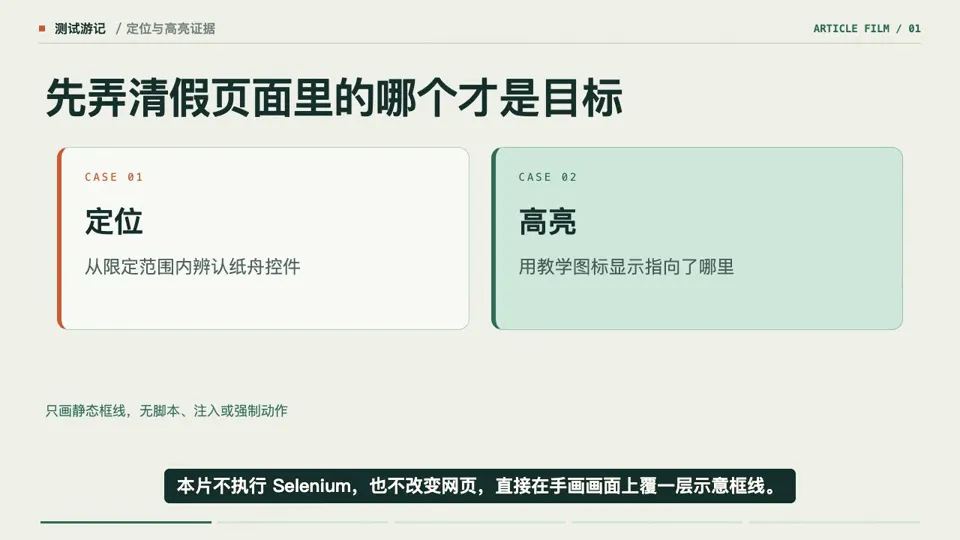 测试游记 / 定位与高亮证据
ARTICLE FILM / 01
先弄清假页面里的哪个才是目标
CASE 01
定位
从限定范围内辨认纸舟控件
CASE 02
高亮
用教学图标显示指向了哪里
只画静态框线，无脚本、注入或强制动作
本片不执行 Selenium，也不改变网页，直接在手画画面上覆一层示意框线。